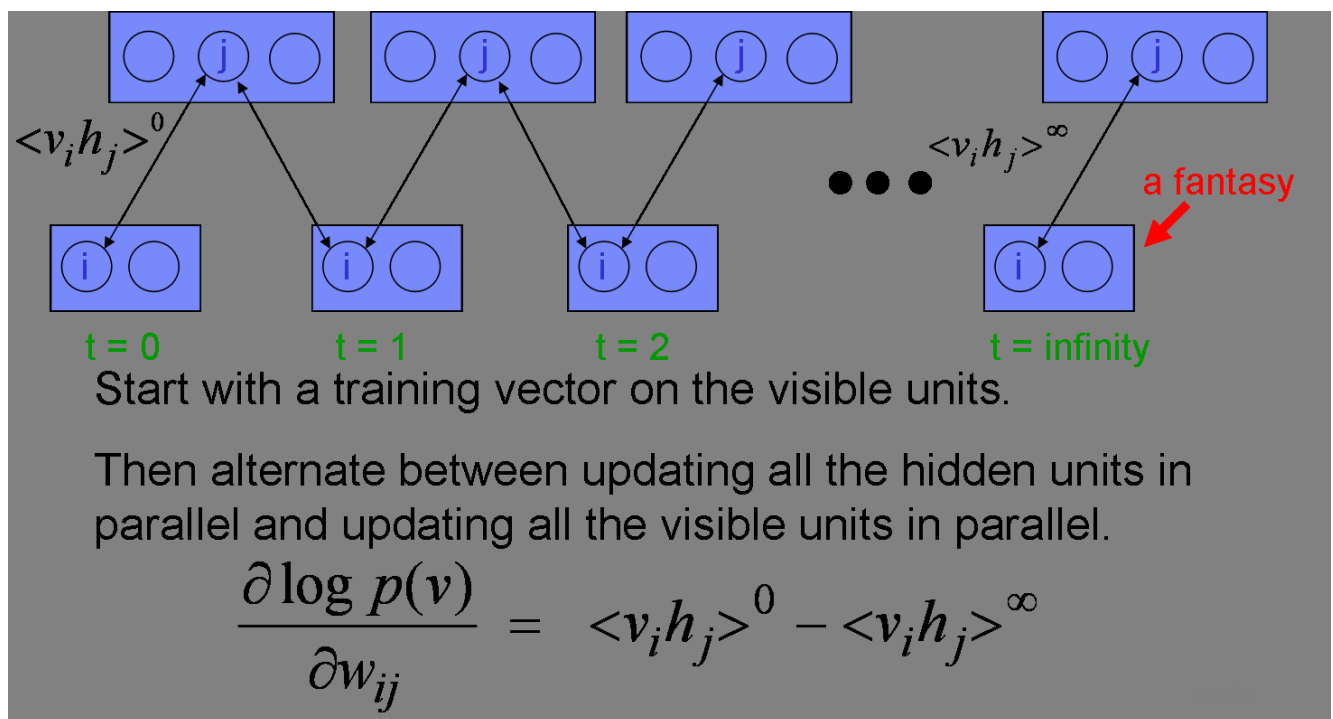 j j j j
<v_i h_j>^0 <v_i h_j>^∞
a fantasy
i i i i
t = 0 t = 1 t = 2 t = infinity
Start with a training vector on the visible units.
Then alternate between updating all the hidden units in
parallel and updating all the visible units in parallel.
∂ log p(v) / ∂w_ij = <v_i h_j>^0 − <v_i h_j>^∞